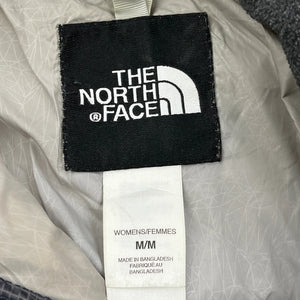 THE
NORTH
® FACE
WOMENS/FEMMES
M/M
MADE IN BANGLADESH
FABRIQUÉ AU
BANGLADESH